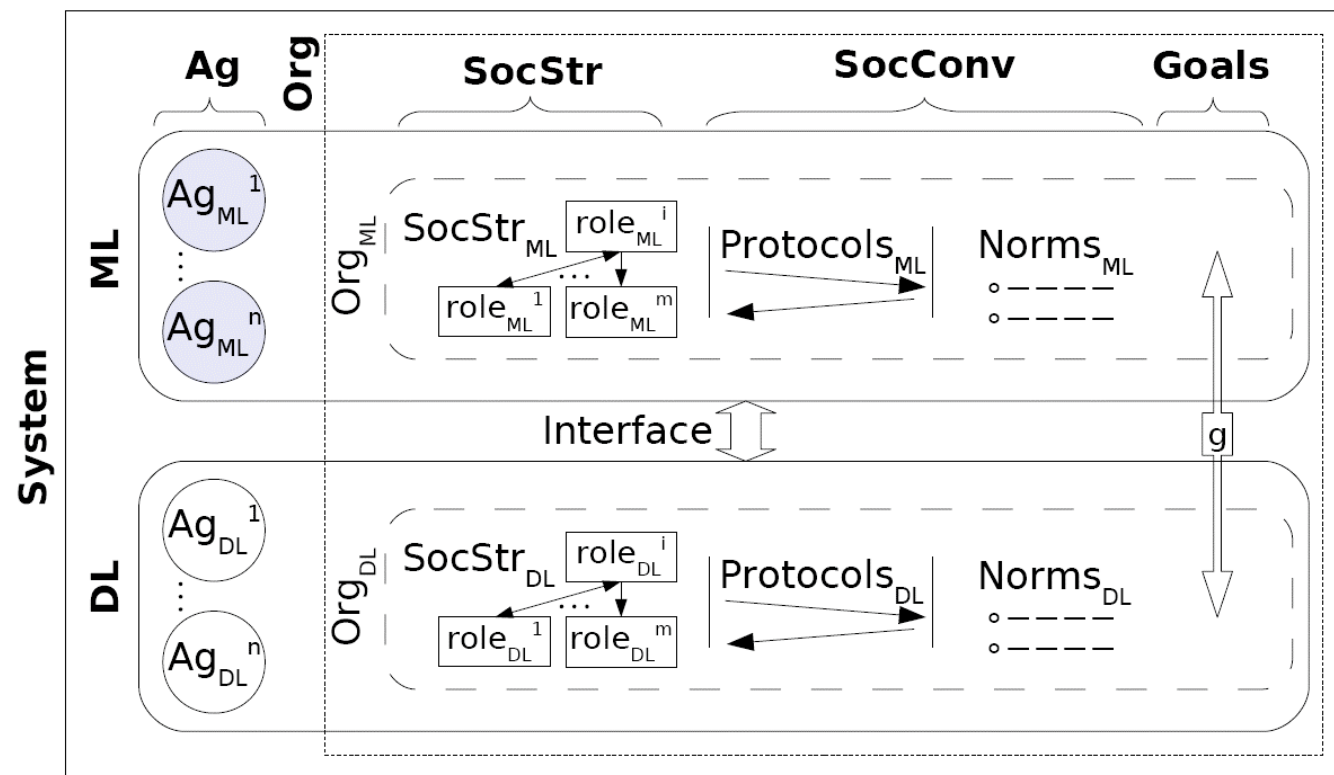 Ag
Org
SocStr
SocConv
Goals
System
ML
Ag_ML^1
Ag_ML^n
Org_ML
SocStr_ML
role_ML^i
...
role_ML^1
role_ML^m
Protocols_ML
Norms_ML
Interface
g
DL
Ag_DL^1
Ag_DL^n
Org_DL
SocStr_DL
role_DL^i
...
role_DL^1
role_DL^m
Protocols_DL
Norms_DL